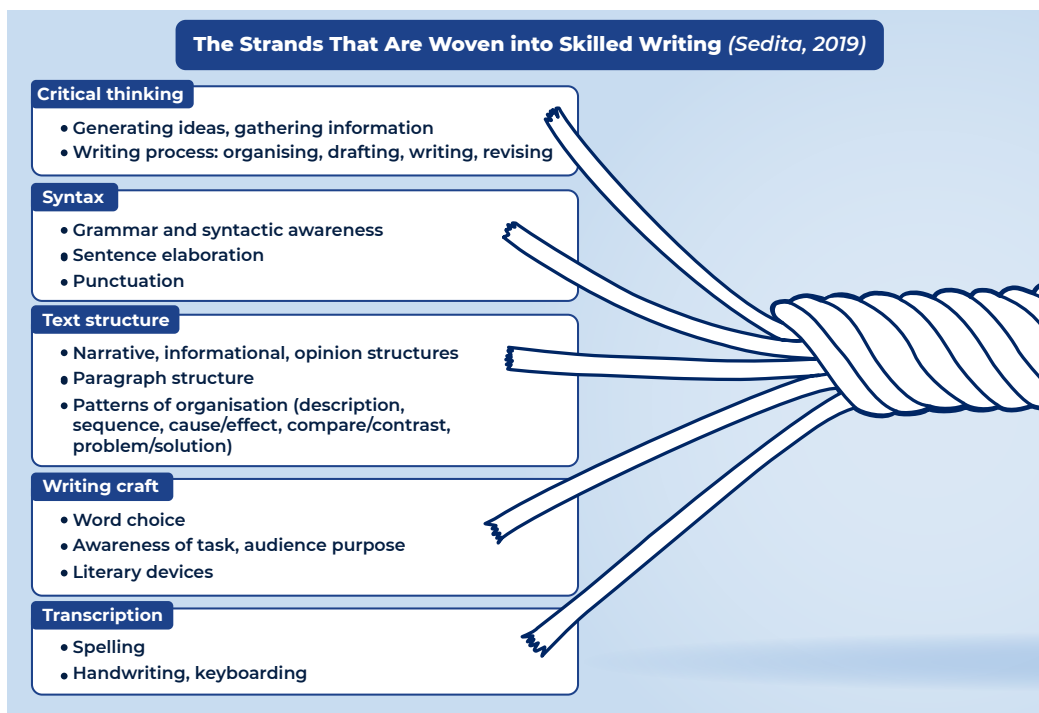 The Strands That Are Woven into Skilled Writing (Sedita, 2019)
Critical thinking
• Generating ideas, gathering information
• Writing process: organising, drafting, writing, revising
Syntax
• Grammar and syntactic awareness
• Sentence elaboration
• Punctuation
Text structure
• Narrative, informational, opinion structures
• Paragraph structure
• Patterns of organisation (description,
sequence, cause/effect, compare/contrast,
problem/solution)
Writing craft
• Word choice
• Awareness of task, audience purpose
• Literary devices
Transcription
• Spelling
• Handwriting, keyboarding